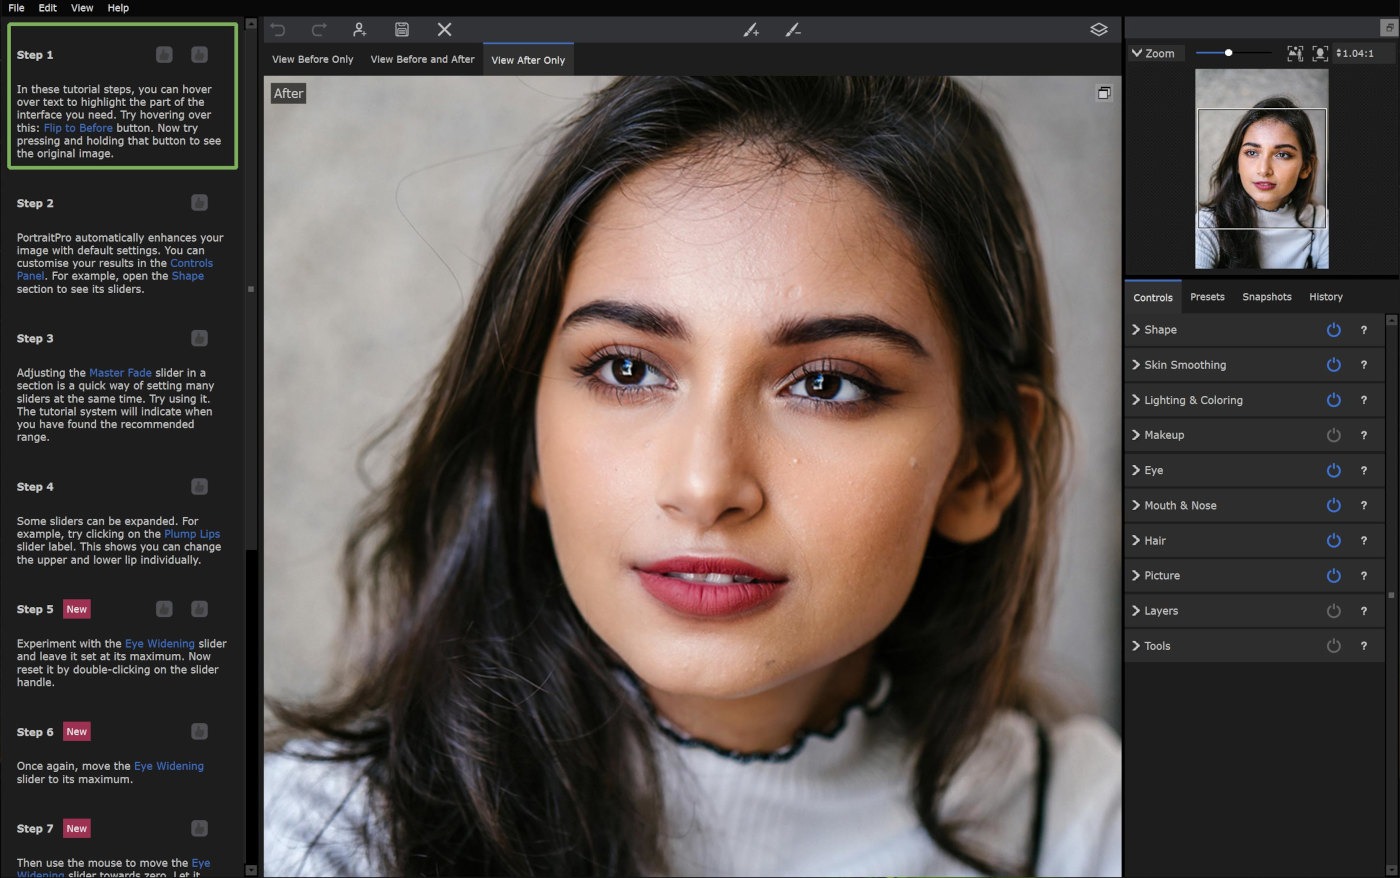 File Edit View Help
Step 1
In these tutorial steps, you can hover
over text to highlight the part of the
interface you need. Try hovering over
this: Flip to Before button. Now try
pressing and holding that button to see
the original image.
Step 2
PortraitPro automatically enhances your
image with default settings. You can
customise your results in the Controls
Panel. For example, open the Shape
section to see its sliders.
Step 3
Adjusting the Master Fade slider in a
section is a quick way of setting many
sliders at the same time. Try using it.
The tutorial system will indicate when
you have found the recommended
range.
Step 4
Some sliders can be expanded. For
example, try clicking on the Plump Lips
slider label. This shows you can change
the upper and lower lip individually.
Step 5 New
Experiment with the Eye Widening slider
and leave it set at its maximum. Now
reset it by double-clicking on the slider
handle.
Step 6 New
Once again, move the Eye Widening
slider to its maximum.
Step 7 New
Then use the mouse to move the Eye
Widening slider towards zero. Let it
View Before Only View Before and After View After Only
After
Zoom 1.04:1
Controls Presets Snapshots History
Shape ?
Skin Smoothing ?
Lighting & Coloring ?
Makeup ?
Eye ?
Mouth & Nose ?
Hair ?
Picture ?
Layers ?
Tools ?